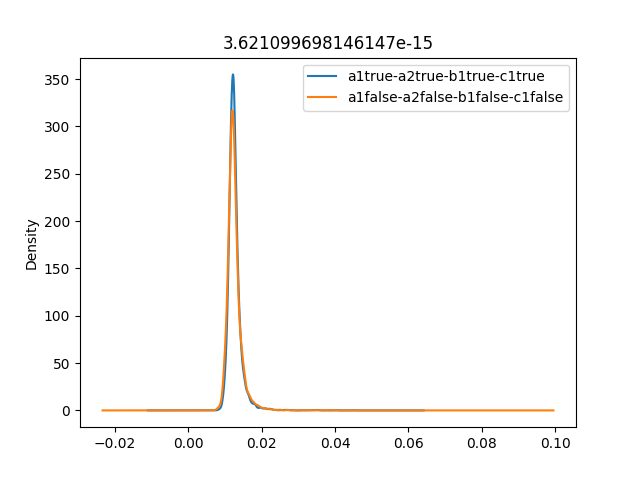 3.621099698146147e-15
a1true-a2true-b1true-c1true
a1false-a2false-b1false-c1false
350
300
250
200
150
100
50
0
Density
−0.02 0.00 0.02 0.04 0.06 0.08 0.10